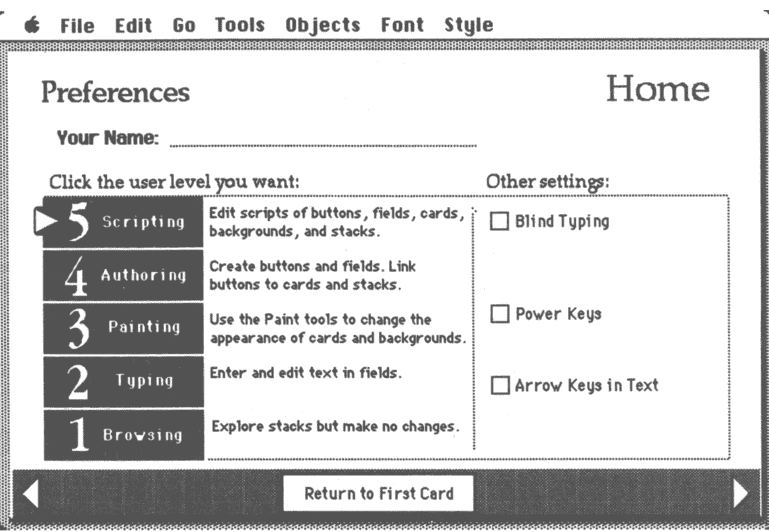 File Edit Go Tools Objects Font Style
Preferences
Home
Your Name:
Click the user level you want:
Other settings:
5 Scripting
Edit scripts of buttons, fields, cards,
backgrounds, and stacks.
Blind Typing
4 Authoring
Create buttons and fields. Link
buttons to cards and stacks.
3 Painting
Use the Paint tools to change the
appearance of cards and backgrounds.
Power Keys
2 Typing
Enter and edit text in fields.
Arrow Keys in Text
1 Browsing
Explore stacks but make no changes.
Return to First Card